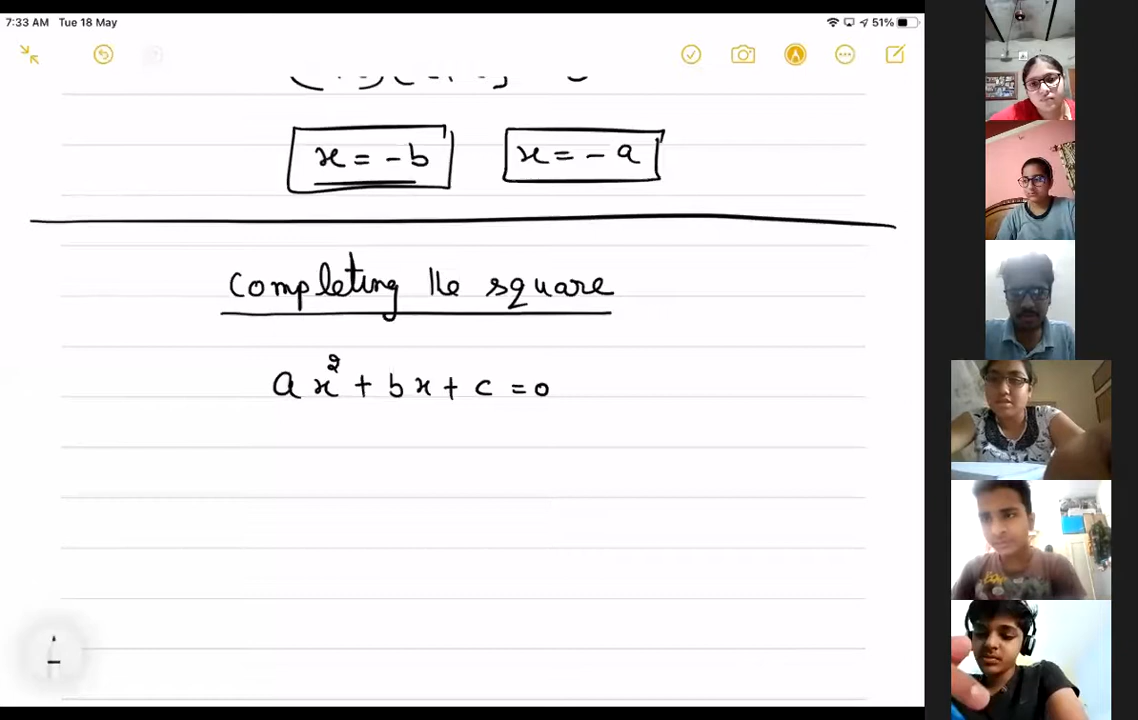 7:33 AM Tue 18 May 51%
x = -b x = -a
Completing the square
ax² + bx + c = 0